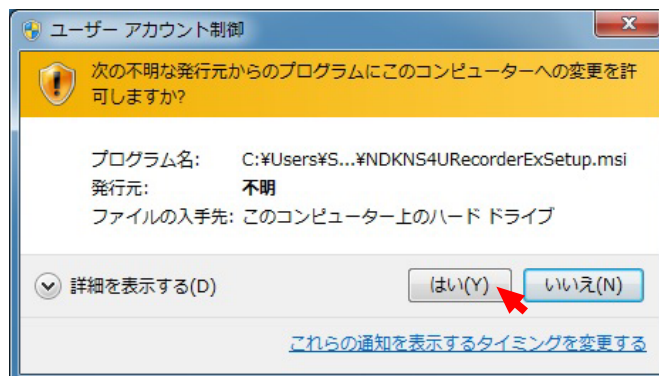 ユーザー アカウント制御
次の不明な発行元からのプログラムにこのコンピューターへの変更を許
可しますか?
プログラム名: C:¥Users¥S...¥NDKNS4URecorderExSetup.msi
発行元: 不明
ファイルの入手先: このコンピューター上のハード ドライブ
詳細を表示する(D)
はい(Y) いいえ(N)
これらの通知を表示するタイミングを変更する